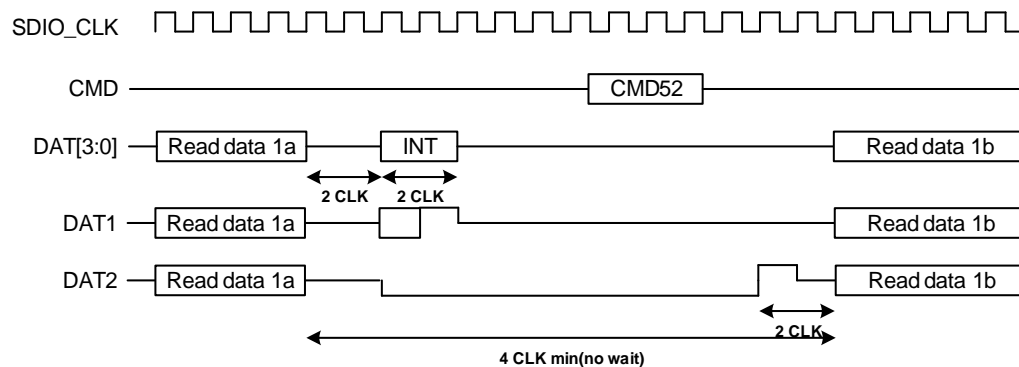 SDIO_CLK
CMD CMD52
DAT[3:0] Read data 1a INT Read data 1b
2 CLK 2 CLK
DAT1 Read data 1a Read data 1b
DAT2 Read data 1a Read data 1b
2 CLK
4 CLK min(no wait)